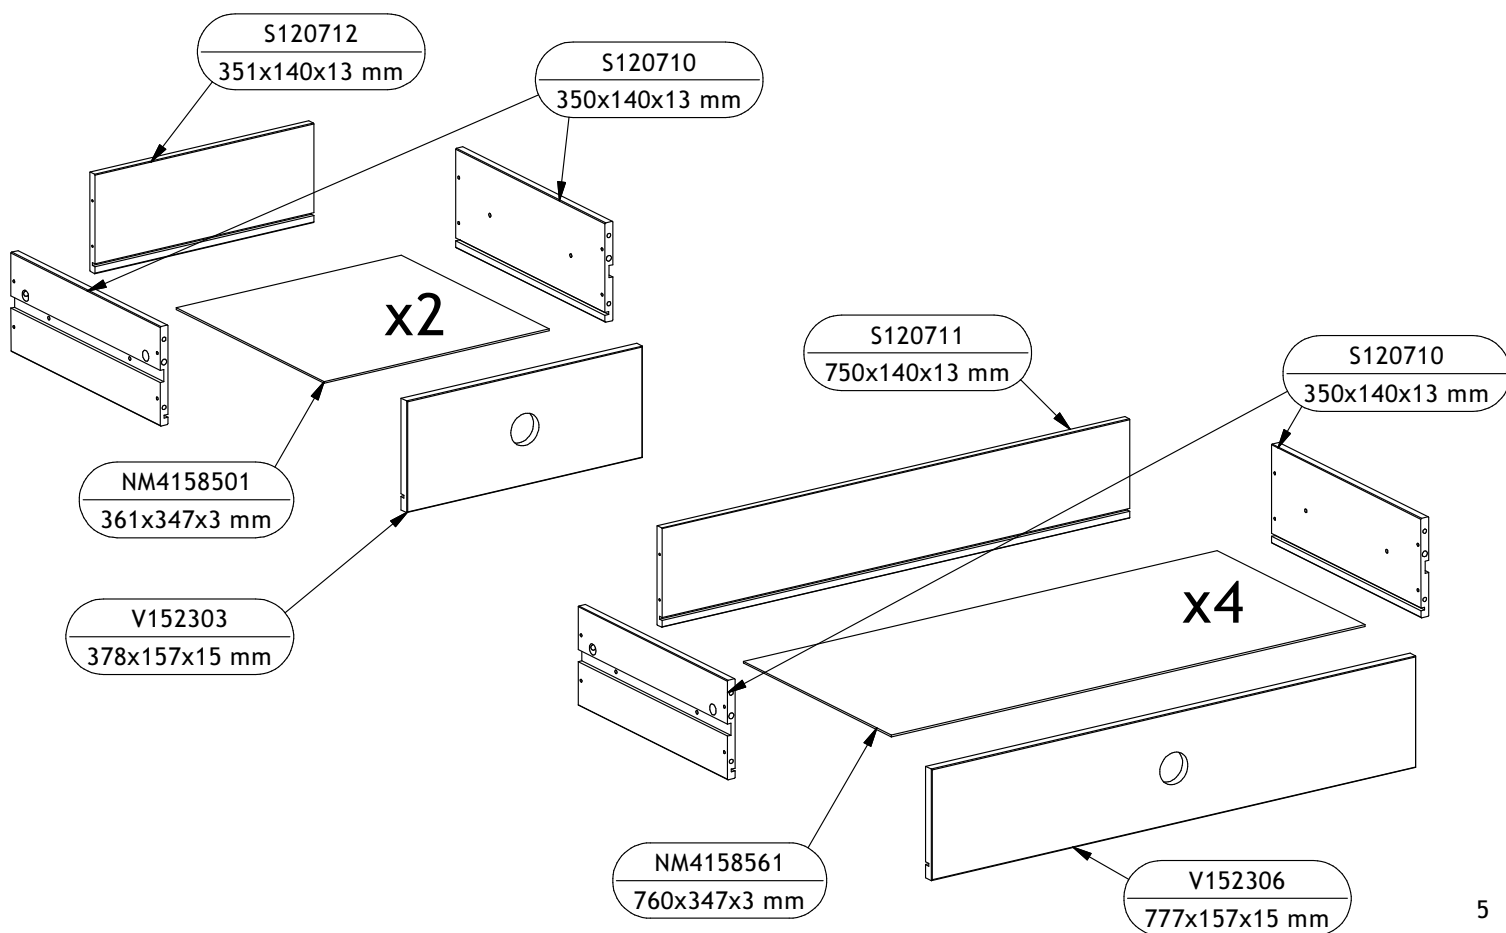 S120712
351x140x13 mm
S120710
350x140x13 mm
x2
NM4158501
361x347x3 mm
V152303
378x157x15 mm
S120711
750x140x13 mm
S120710
350x140x13 mm
x4
NM4158561
760x347x3 mm
V152306
777x157x15 mm
5